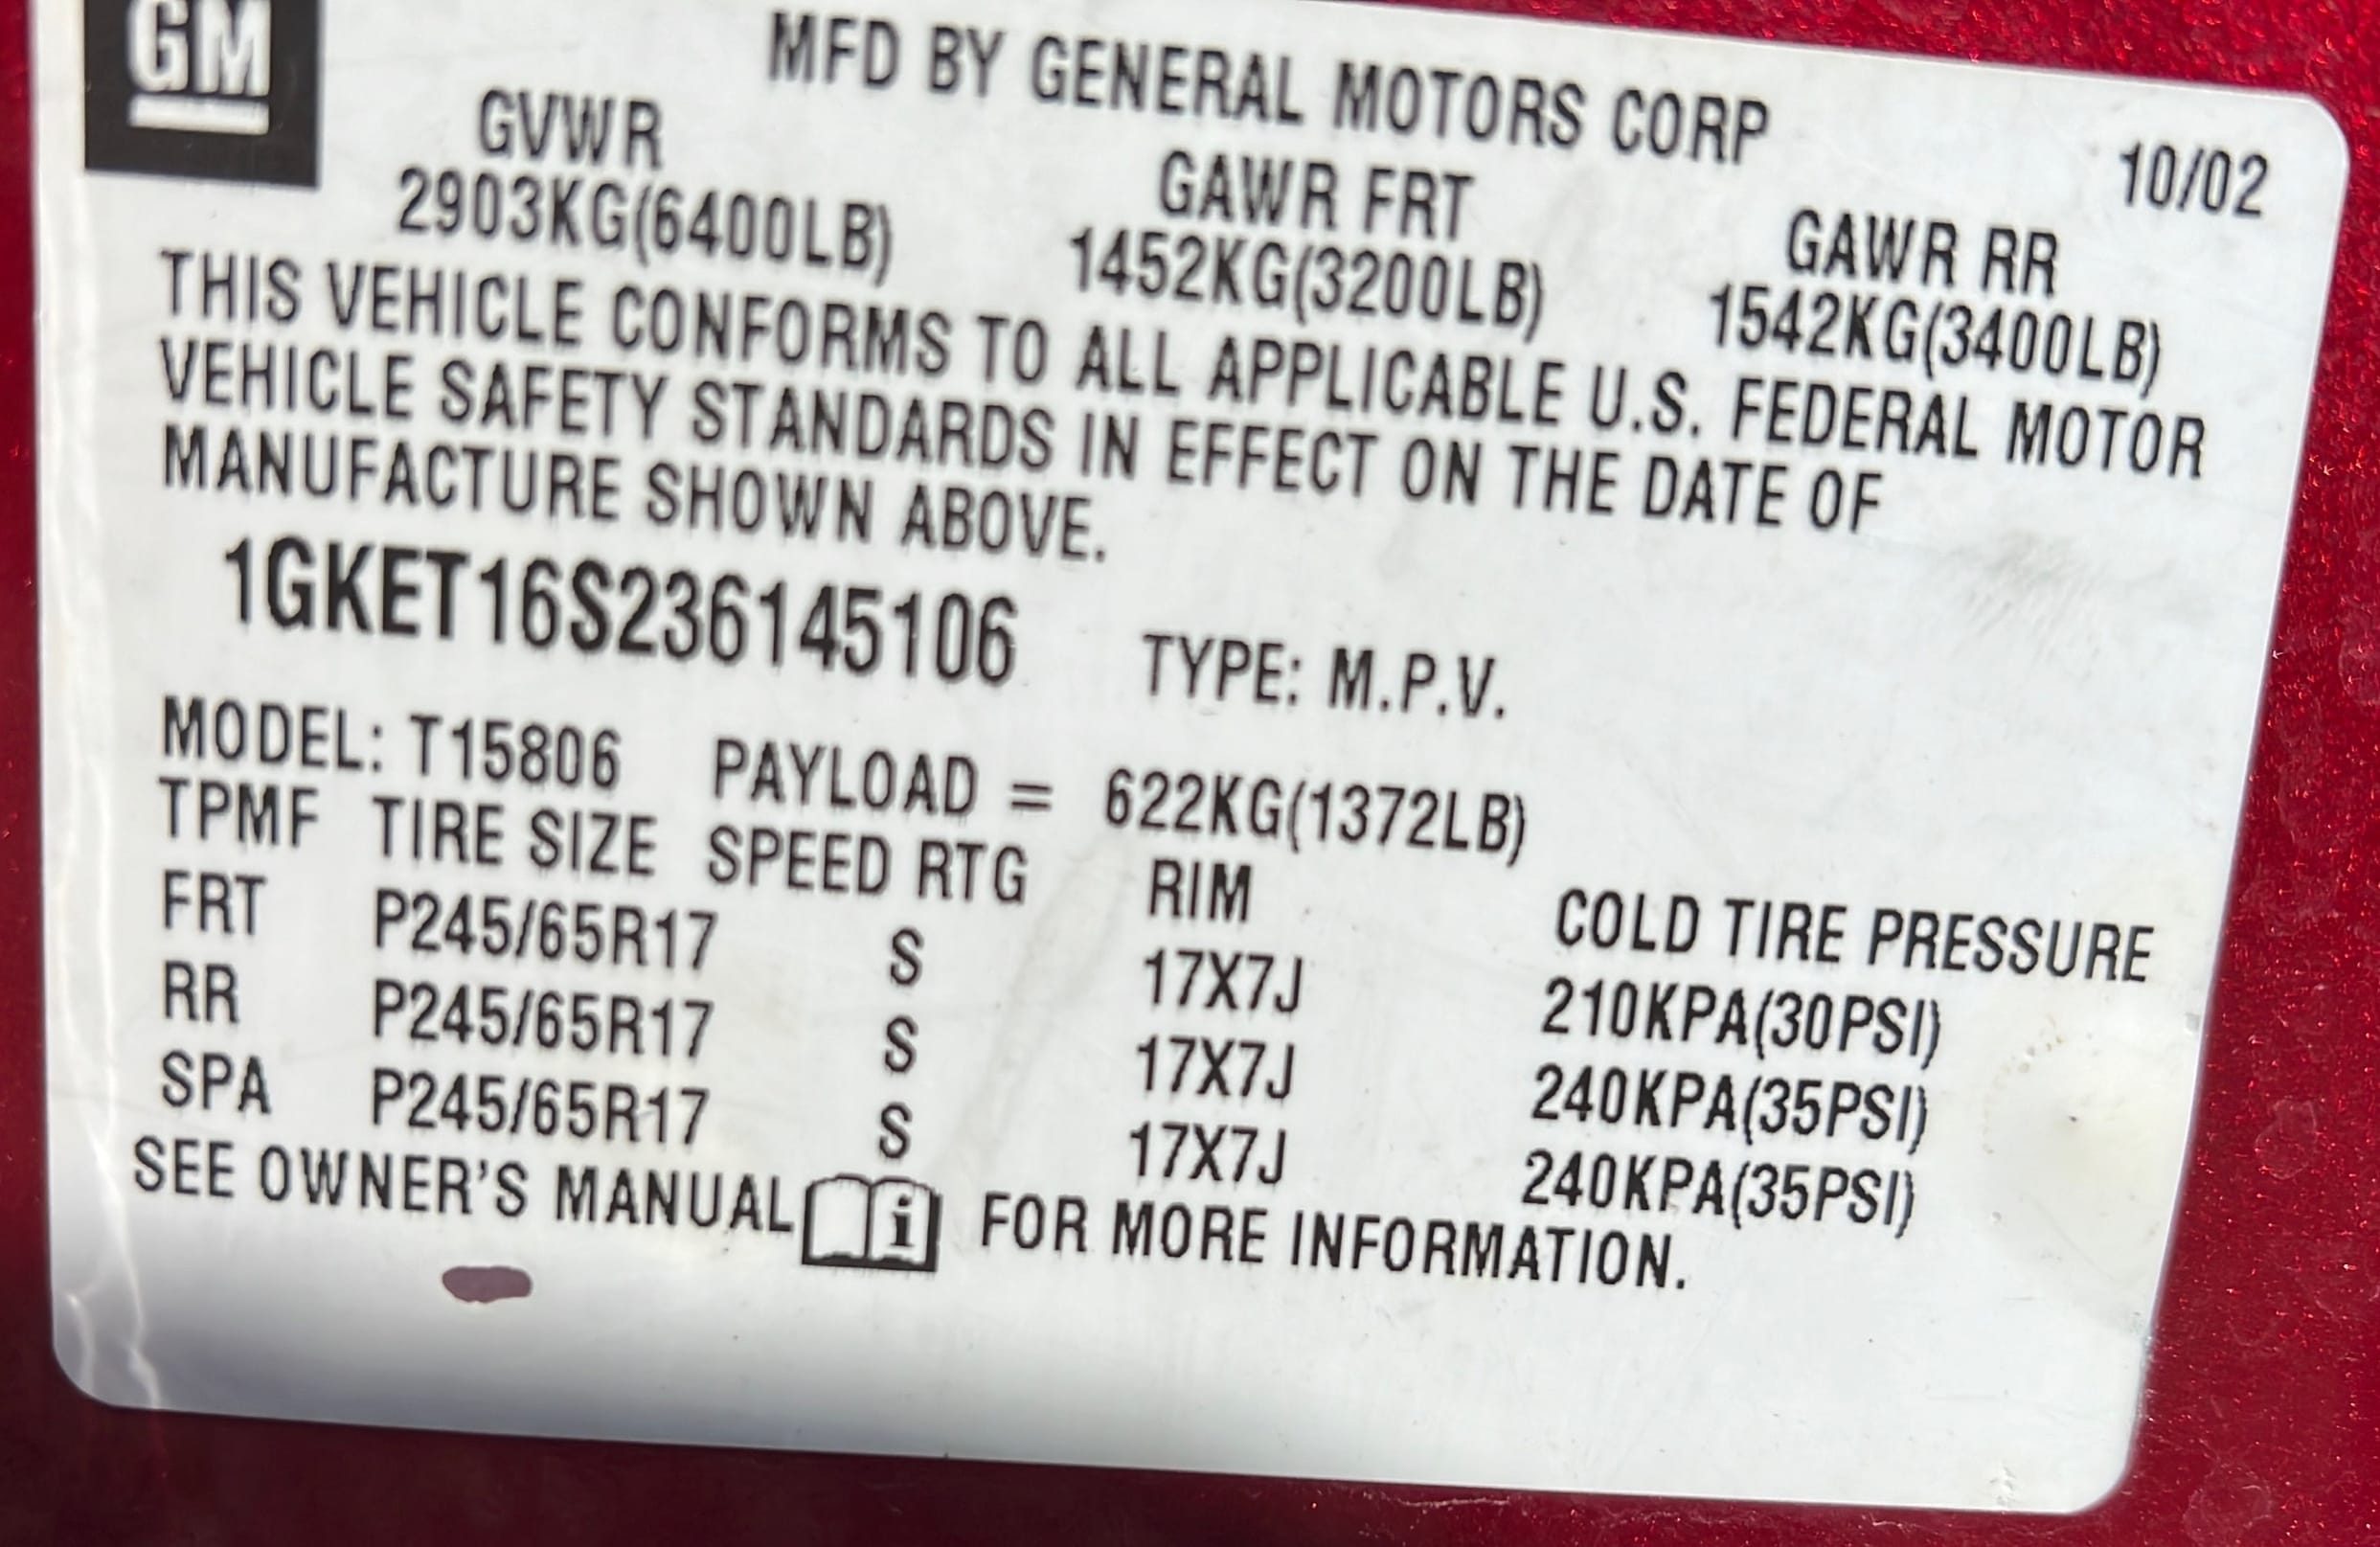 GM
MFD BY GENERAL MOTORS CORP
10/02
GVWR GAWR FRT GAWR RR
2903KG(6400LB) 1452KG(3200LB) 1542KG(3400LB)
THIS VEHICLE CONFORMS TO ALL APPLICABLE U.S. FEDERAL MOTOR
VEHICLE SAFETY STANDARDS IN EFFECT ON THE DATE OF
MANUFACTURE SHOWN ABOVE.
1GKET16S236145106 TYPE: M.P.V.
MODEL: T15806 PAYLOAD = 622KG(1372LB)
TPMF TIRE SIZE SPEED RTG RIM COLD TIRE PRESSURE
FRT P245/65R17 S 17X7J 210KPA(30PSI)
RR P245/65R17 S 17X7J 240KPA(35PSI)
SPA P245/65R17 S 17X7J 240KPA(35PSI)
SEE OWNER'S MANUAL i FOR MORE INFORMATION.